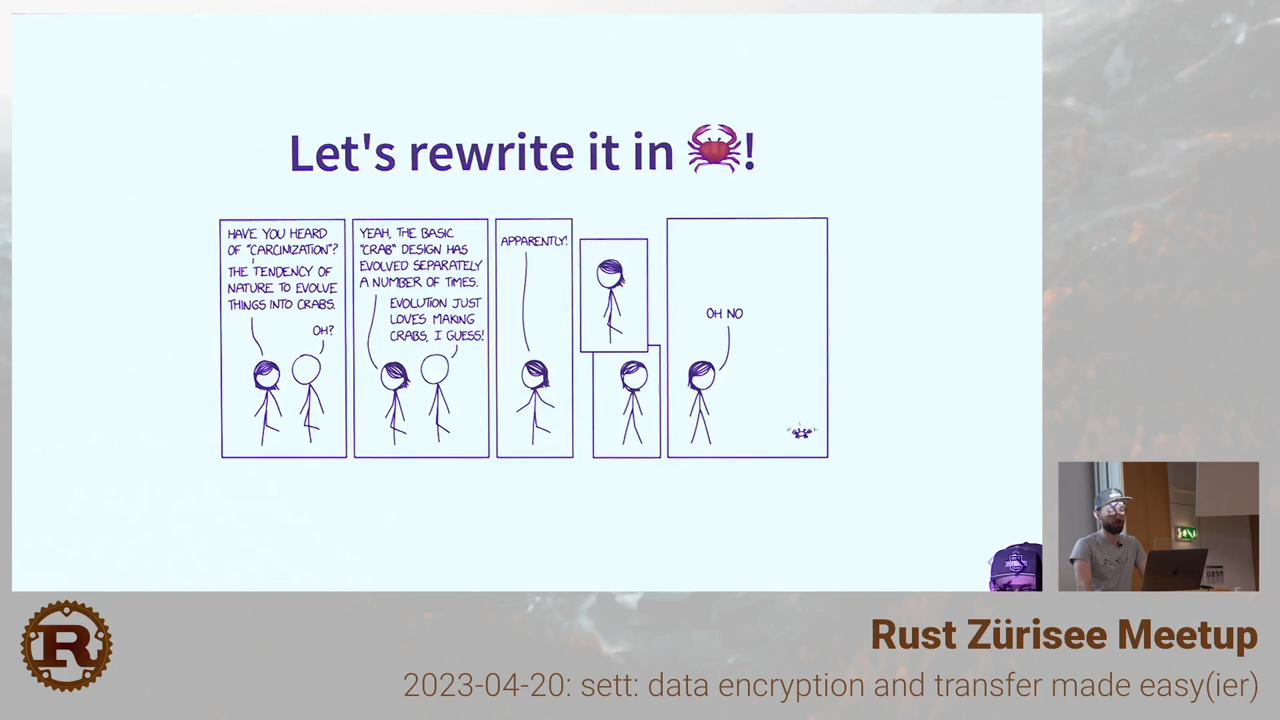 Let's rewrite it in 🦀!
HAVE YOU HEARD
OF "CARCINIZATION"?
THE TENDENCY OF
NATURE TO EVOLVE
THINGS INTO CRABS.
OH?
YEAH, THE BASIC
"CRAB" DESIGN HAS
EVOLVED SEPARATELY
A NUMBER OF TIMES.
EVOLUTION JUST
LOVES MAKING
CRABS, I GUESS!
APPARENTLY!
OH NO
R
Rust Zürisee Meetup
2023-04-20: sett: data encryption and transfer made easy(ier)